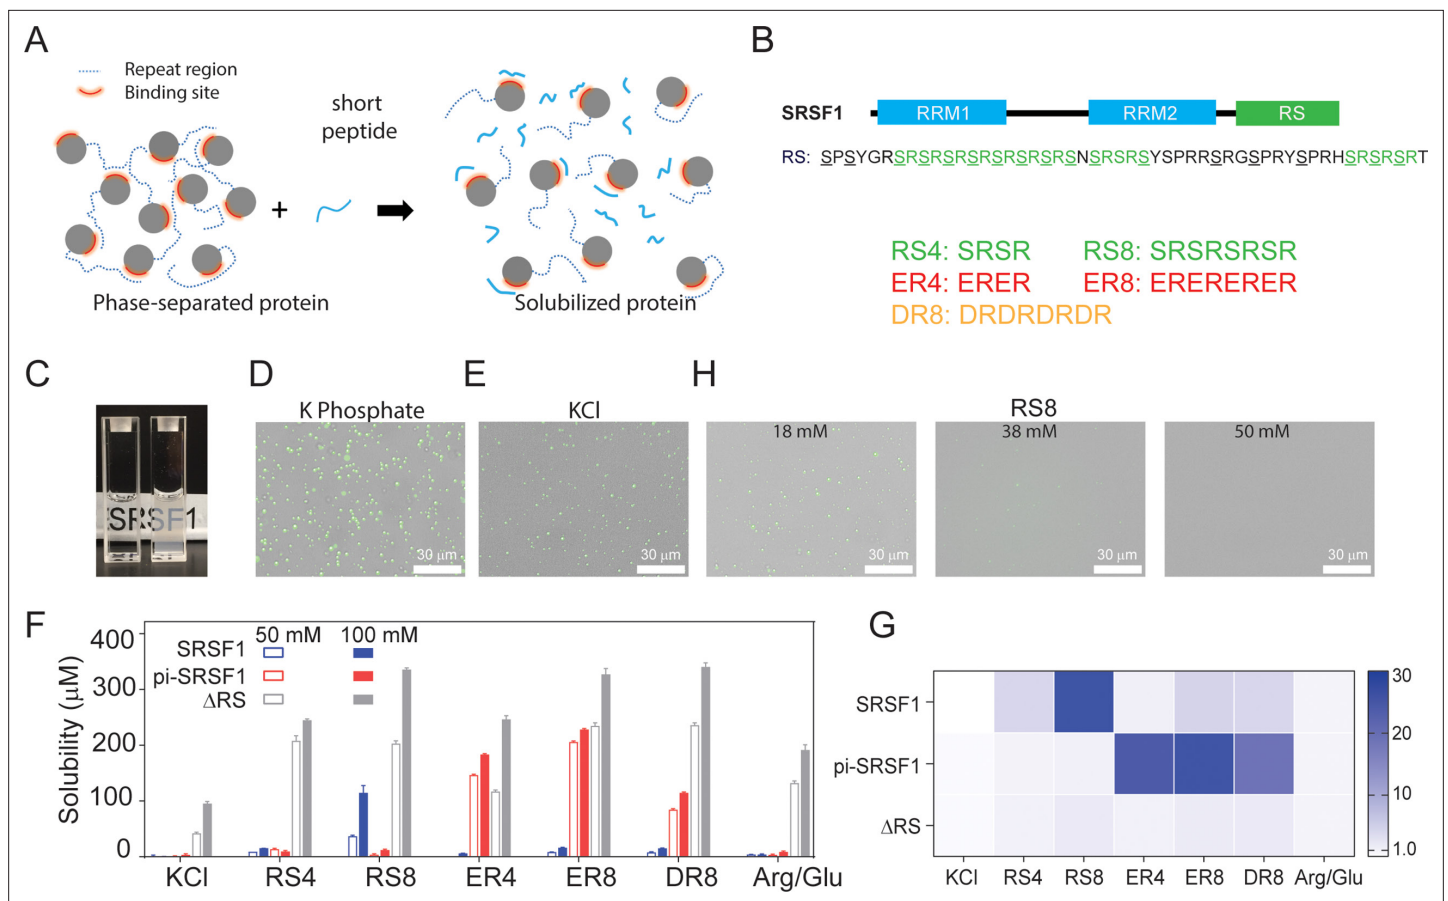 A
Repeat region
Binding site
short
peptide
+
Phase-separated protein
Solubilized protein
B
SRSF1
RRM1
RRM2
RS
RS: SPSYGRSRSRSRSRSRSRSRSNSRSRSYSPRRSRGSPRYSPRHSRSRSRT
RS4: SRSR
RS8: SRSRSRSR
ER4: ERER
ER8: ERERERER
DR8: DRDRDRDR
C
SRSF1
D
K Phosphate
30 μm
E
KCl
30 μm
H
RS8
18 mM
38 mM
50 mM
30 μm
30 μm
30 μm
F
50 mM
100 mM
SRSF1
pi-SRSF1
ΔRS
Solubility (μM)
400
300
200
100
0
KCl
RS4
RS8
ER4
ER8
DR8
Arg/Glu
G
SRSF1
pi-SRSF1
ΔRS
KCl
RS4
RS8
ER4
ER8
DR8
Arg/Glu
30
20
10
1.0